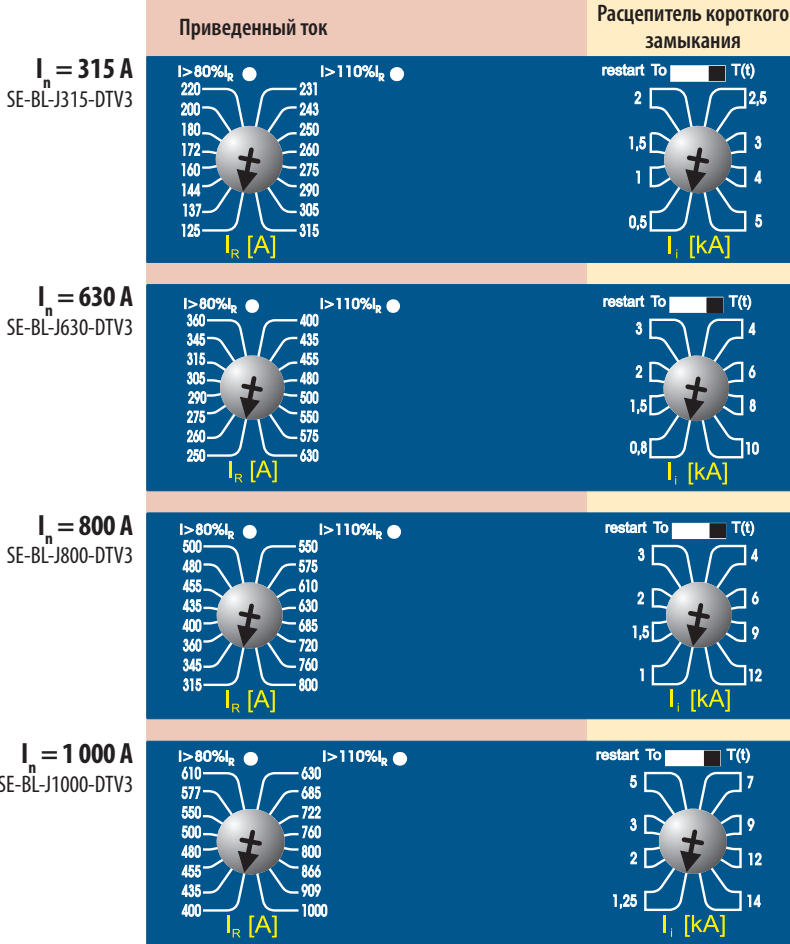 Приведенный ток
Расцепитель короткого
замыкания
In = 315 A
SE-BL-J315-DTV3
I>80%IR I>110%IR
restart To T(t)
220 231
200 243
180 250
172 260
160 275
144 290
137 305
125 315
IR [A]
2 2,5
1,5 3
1 4
0,5 5
Ii [kA]
In = 630 A
SE-BL-J630-DTV3
I>80%IR I>110%IR
restart To T(t)
360 400
345 435
315 455
305 480
290 500
275 550
260 575
250 630
IR [A]
3 4
2 6
1,5 8
0,8 10
Ii [kA]
In = 800 A
SE-BL-J800-DTV3
I>80%IR I>110%IR
restart To T(t)
500 550
480 575
455 610
435 630
400 685
360 720
345 760
315 800
IR [A]
3 4
2 6
1,5 9
1 12
Ii [kA]
In = 1 000 A
SE-BL-J1000-DTV3
I>80%IR I>110%IR
restart To T(t)
610 630
577 685
550 722
500 760
480 800
455 866
435 909
400 1000
IR [A]
5 7
3 9
2 12
1,25 14
Ii [kA]